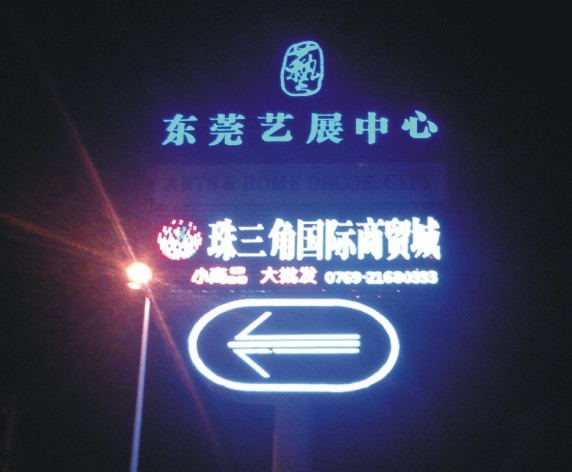 藝
东莞艺展中心
ARTS & HOME DECOR. CITY
珠三角国际商贸城
小商品 大批发 0769-21680333